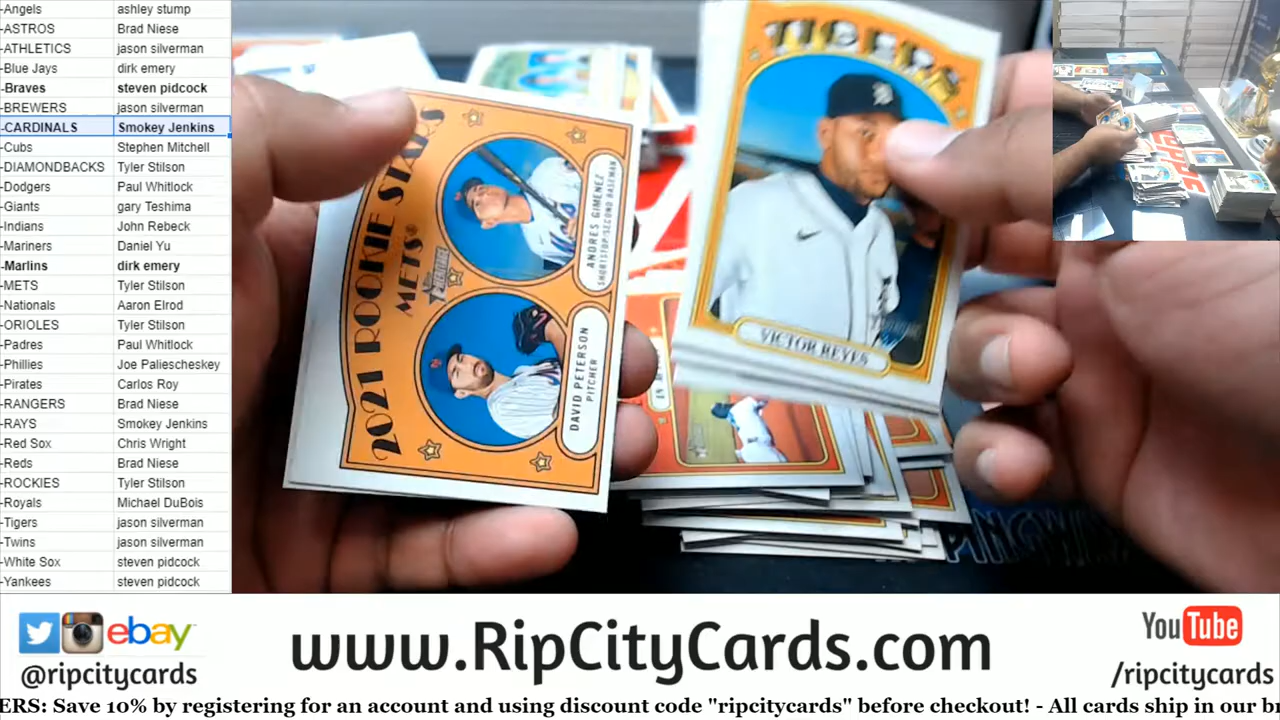 -Angels ashley stump
-ASTROS Brad Niese
-ATHLETICS jason silverman
-Blue Jays dirk emery
-Braves steven pidcock
-BREWERS jason silverman
-CARDINALS Smokey Jenkins
-Cubs Stephen Mitchell
-DIAMONDBACKS Tyler Stilson
-Dodgers Paul Whitlock
-Giants gary Teshima
-Indians John Rebeck
-Mariners Daniel Yu
-Marlins dirk emery
-METS Tyler Stilson
-Nationals Aaron Elrod
-ORIOLES Tyler Stilson
-Padres Paul Whitlock
-Phillies Joe Paliescheskey
-Pirates Carlos Roy
-RANGERS Brad Niese
-RAYS Smokey Jenkins
-Red Sox Chris Wright
-Reds Brad Niese
-ROCKIES Tyler Stilson
-Royals Michael DuBois
-Tigers jason silverman
-Twins jason silverman
-White Sox steven pidcock
-Yankees steven pidcock
2021 ROOKIE STARS
METS
Heritage
ANDRES GIMENEZ
SHORTSTOP/SECOND BASEMAN
DAVID PETERSON
PITCHER
TIGERS
VICTOR REYES
ebay
@ripcitycards
www.RipCityCards.com
YouTube
/ripcitycards
ERS: Save 10% by registering for an account and using discount code "ripcitycards" before checkout! - All cards ship in our br